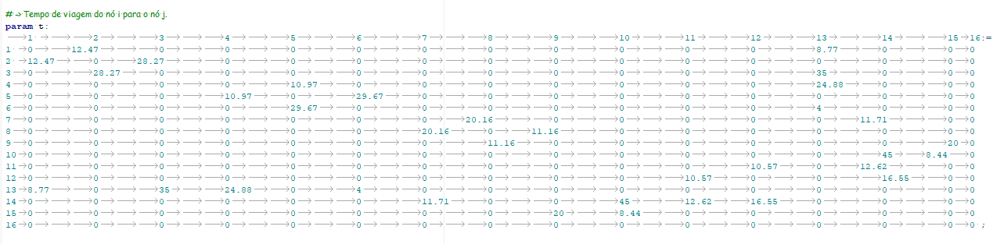 # -> Tempo de viagem do nó i para o nó j.
param t:
1 2 3 4 5 6 7 8 9 10 11 12 13 14 15 16:=
1 0 12.47 0 0 0 0 0 0 0 0 0 0 8.77 0 0 0
2 12.47 0 28.27 0 0 0 0 0 0 0 0 0 0 0 0 0
3 0 28.27 0 0 0 0 0 0 0 0 0 0 35 0 0 0
4 0 0 0 0 10.97 0 0 0 0 0 0 0 24.88 0 0 0
5 0 0 0 10.97 0 29.67 0 0 0 0 0 0 0 0 0 0
6 0 0 0 0 29.67 0 0 0 0 0 0 0 4 0 0 0
7 0 0 0 0 0 0 0 20.16 0 0 0 0 0 11.71 0 0
8 0 0 0 0 0 0 20.16 0 11.16 0 0 0 0 0 0 0
9 0 0 0 0 0 0 0 11.16 0 0 0 0 0 0 20 0
10 0 0 0 0 0 0 0 0 0 0 0 0 0 45 8.44 0
11 0 0 0 0 0 0 0 0 0 0 0 10.57 0 12.62 0 0
12 0 0 0 0 0 0 0 0 0 0 10.57 0 0 16.55 0 0
13 8.77 0 35 24.88 0 4 0 0 0 0 0 0 0 0 0 0
14 0 0 0 0 0 0 11.71 0 0 45 12.62 16.55 0 0 0 0
15 0 0 0 0 0 0 0 0 20 8.44 0 0 0 0 0 0
16 0 0 0 0 0 0 0 0 0 0 0 0 0 0 0 0 ;